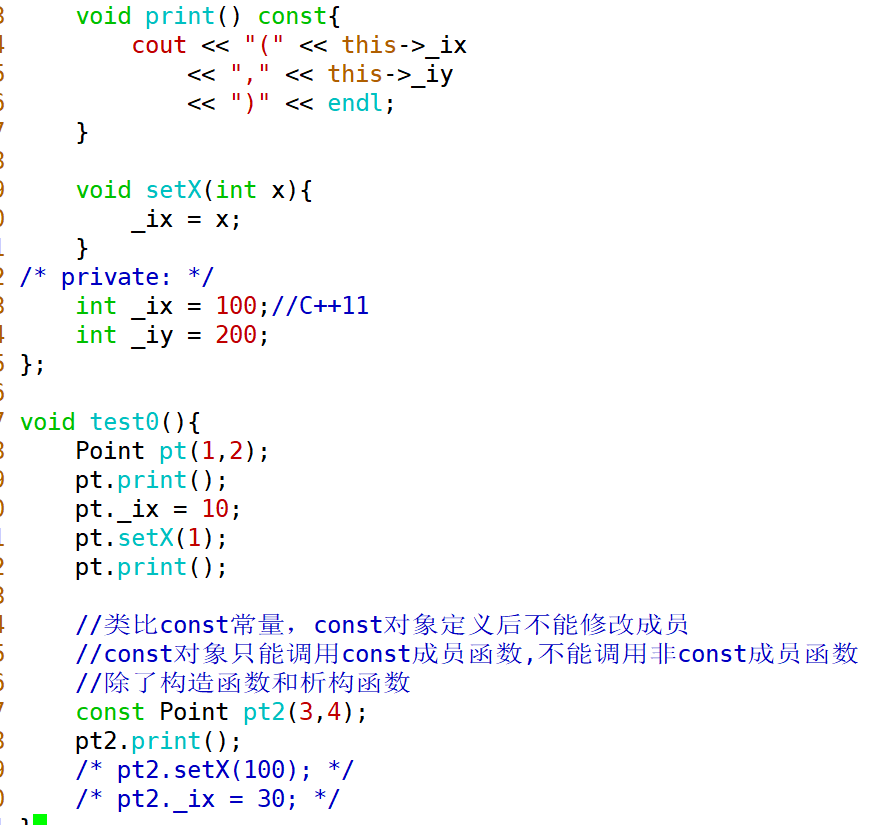 3     void print() const{
4         cout << "(" << this->_ix
5             << "," << this->_iy
6             << ")" << endl;
7     }
8
9     void setX(int x){
0         _ix = x;
1     }
2 /* private: */
3     int _ix = 100;//C++11
4     int _iy = 200;
5 };
6
7 void test0(){
8     Point pt(1,2);
9     pt.print();
0     pt._ix = 10;
1     pt.setX(1);
2     pt.print();
3
4     //类比const常量，const对象定义后不能修改成员
5     //const对象只能调用const成员函数,不能调用非const成员函数
6     //除了构造函数和析构函数
7     const Point pt2(3,4);
8     pt2.print();
9     /* pt2.setX(100); */
0     /* pt2._ix = 30; */
}